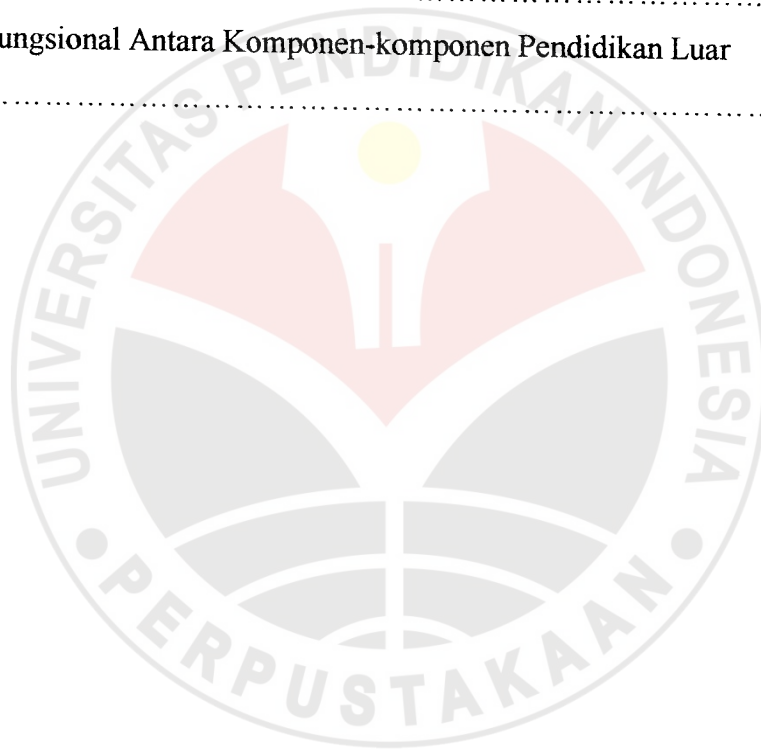 ungsional Antara Komponen-komponen Pendidikan Luar
UNIVERSITAS PENDIDIKAN INDONESIA
• PERPUSTAKAAN •